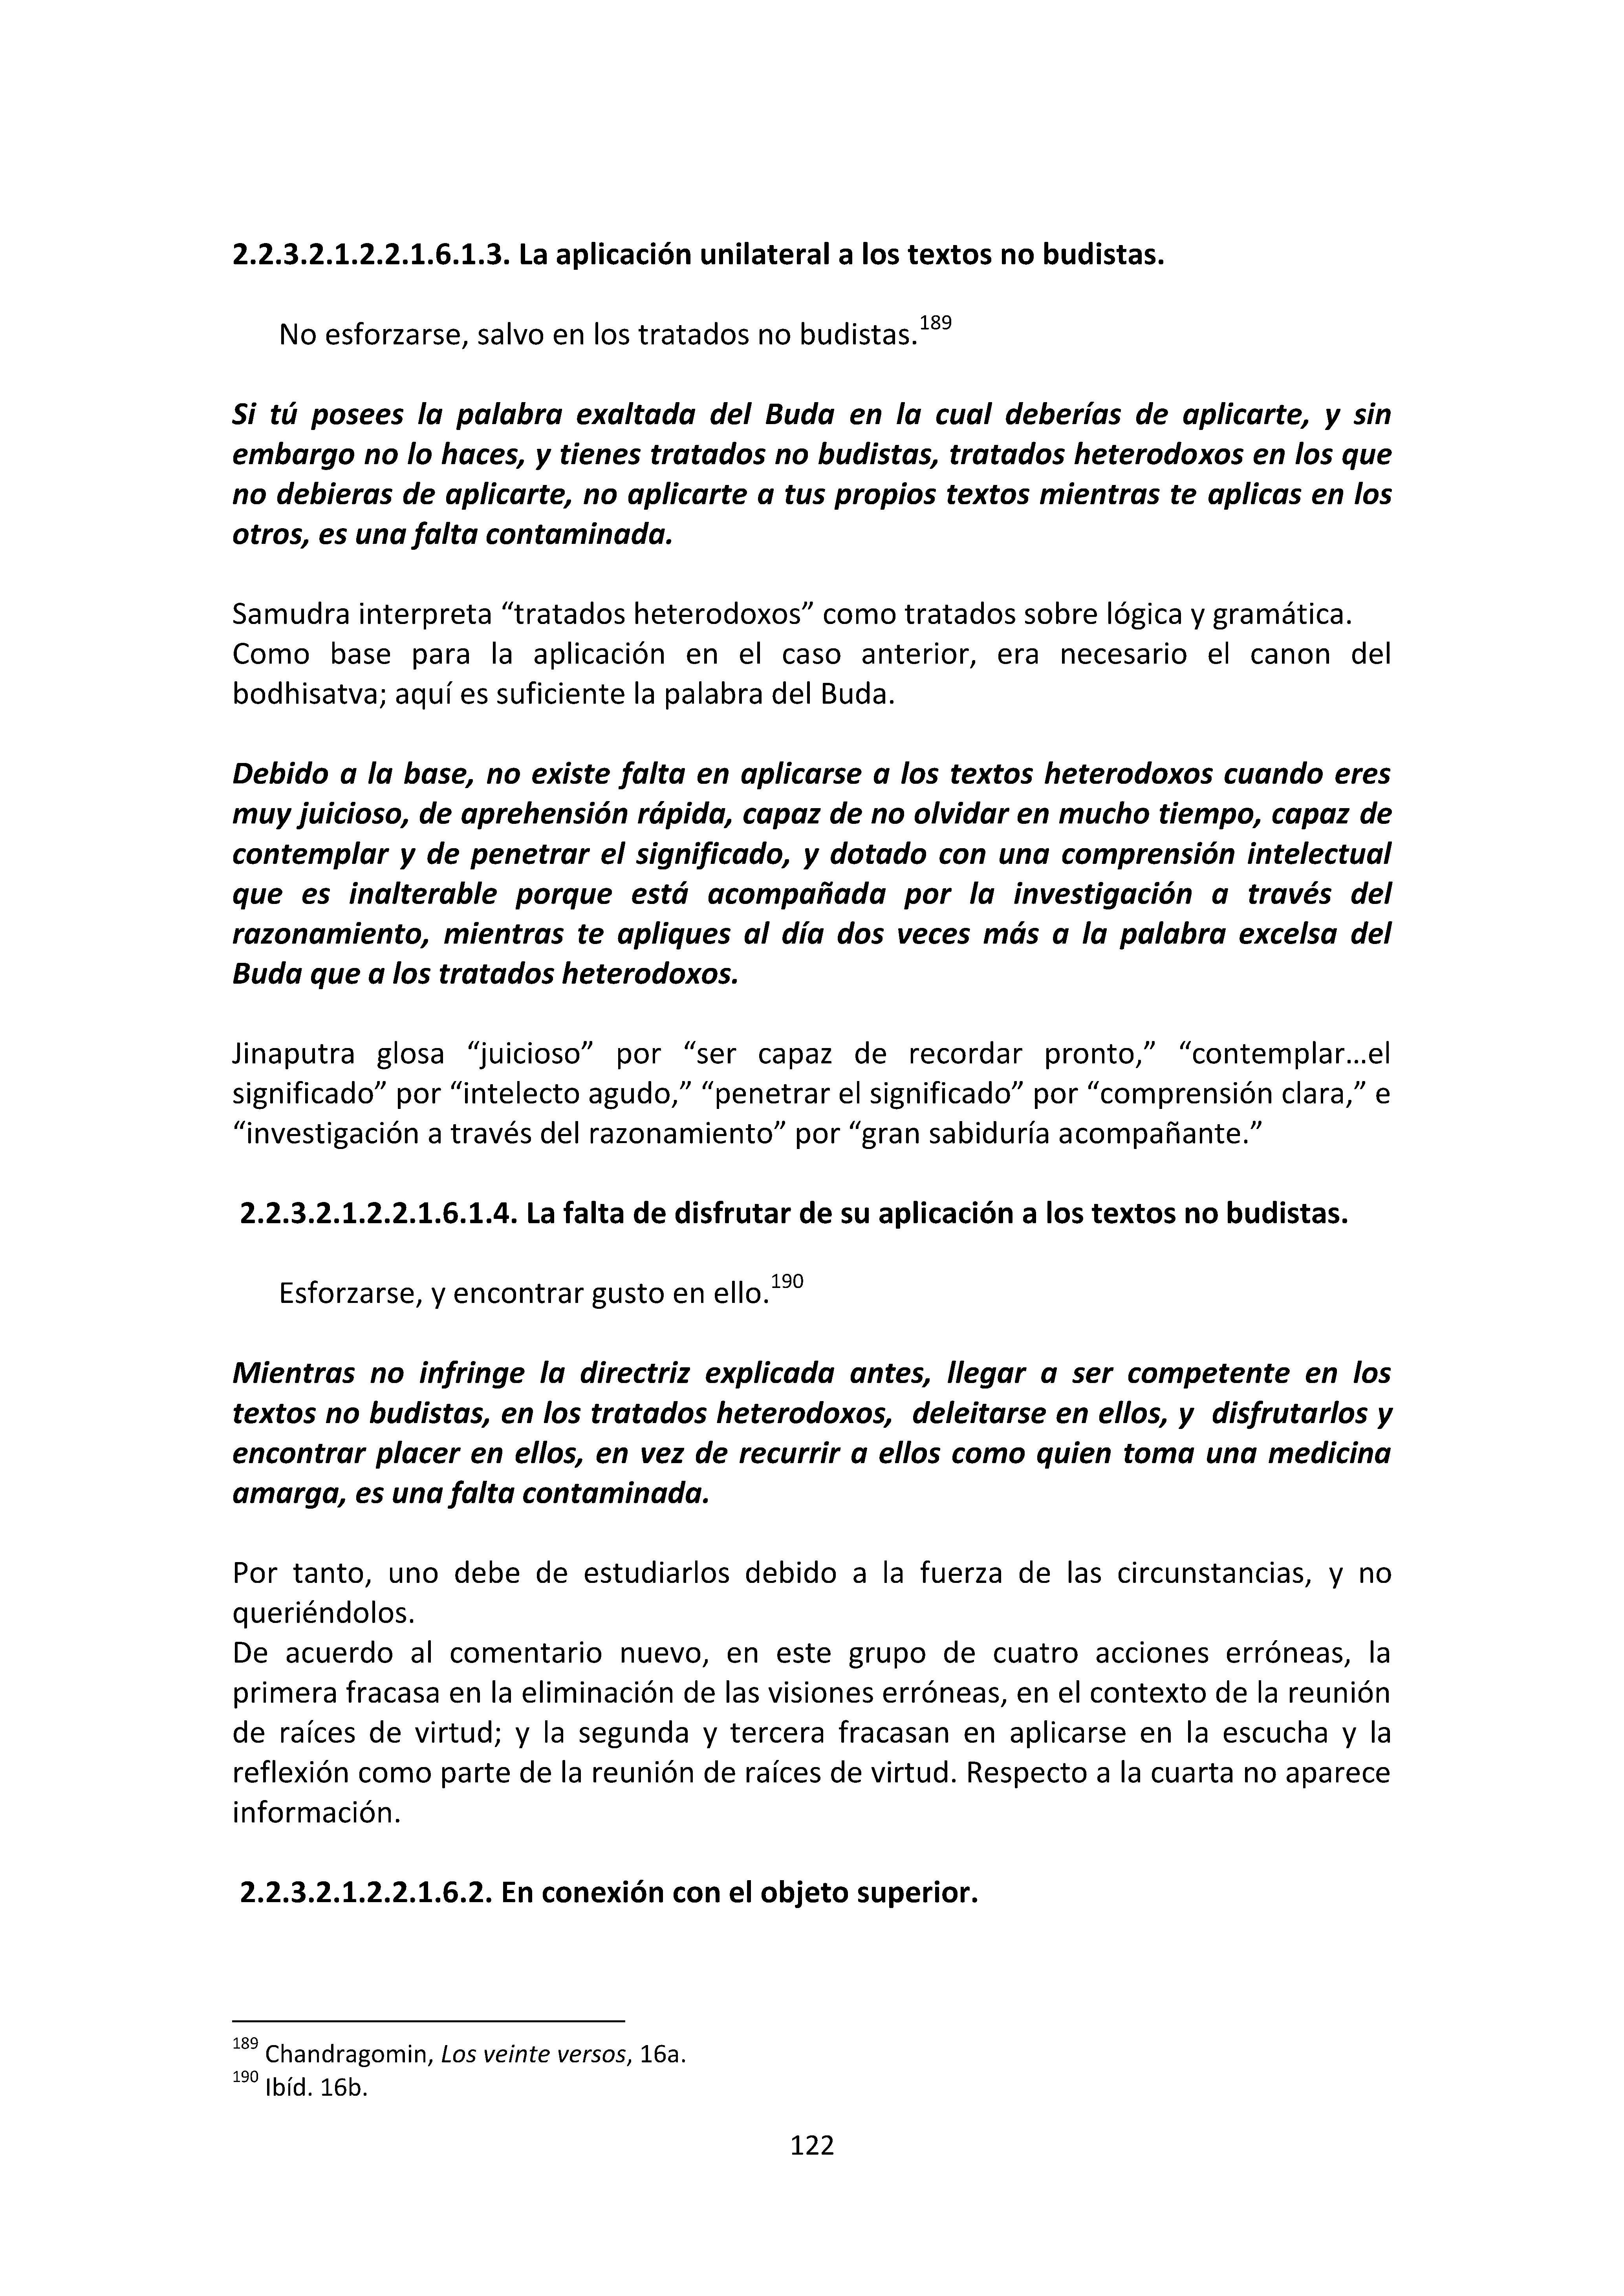 2.2.3.2.1.2.2.1.6.1.3. La aplicación unilateral a los textos no budistas.
No esforzarse, salvo en los tratados no budistas.189
Si tú posees la palabra exaltada del Buda en la cual deberías de aplicarte, y sin
embargo no lo haces, y tienes tratados no budistas, tratados heterodoxos en los que
no debieras de aplicarte, no aplicarte a tus propios textos mientras te aplicas en los
otros, es una falta contaminada.
Samudra interpreta “tratados heterodoxos” como tratados sobre lógica y gramática.
Como base para la aplicación en el caso anterior, era necesario el canon del
bodhisatva; aquí es suficiente la palabra del Buda.
Debido a la base, no existe falta en aplicarse a los textos heterodoxos cuando eres
muy juicioso, de aprehensión rápida, capaz de no olvidar en mucho tiempo, capaz de
contemplar y de penetrar el significado, y dotado con una comprensión intelectual
que es inalterable porque está acompañada por la investigación a través del
razonamiento, mientras te apliques al día dos veces más a la palabra excelsa del
Buda que a los tratados heterodoxos.
Jinaputra glosa “juicioso” por “ser capaz de recordar pronto,” “contemplar…el
significado” por “intelecto agudo,” “penetrar el significado” por “comprensión clara,” e
“investigación a través del razonamiento” por “gran sabiduría acompañante.”
2.2.3.2.1.2.2.1.6.1.4. La falta de disfrutar de su aplicación a los textos no budistas.
Esforzarse, y encontrar gusto en ello.190
Mientras no infringe la directriz explicada antes, llegar a ser competente en los
textos no budistas, en los tratados heterodoxos, deleitarse en ellos, y disfrutarlos y
encontrar placer en ellos, en vez de recurrir a ellos como quien toma una medicina
amarga, es una falta contaminada.
Por tanto, uno debe de estudiarlos debido a la fuerza de las circunstancias, y no
queriéndolos.
De acuerdo al comentario nuevo, en este grupo de cuatro acciones erróneas, la
primera fracasa en la eliminación de las visiones erróneas, en el contexto de la reunión
de raíces de virtud; y la segunda y tercera fracasan en aplicarse en la escucha y la
reflexión como parte de la reunión de raíces de virtud. Respecto a la cuarta no aparece
información.
2.2.3.2.1.2.2.1.6.2. En conexión con el objeto superior.
189 Chandragomin, Los veinte versos, 16a.
190 Ibíd. 16b.
122